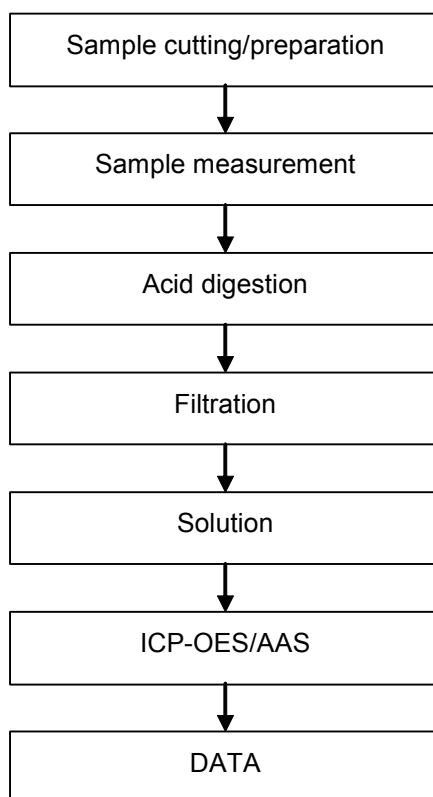 Sample cutting/preparation
Sample measurement
Acid digestion
Filtration
Solution
ICP-OES/AAS
DATA